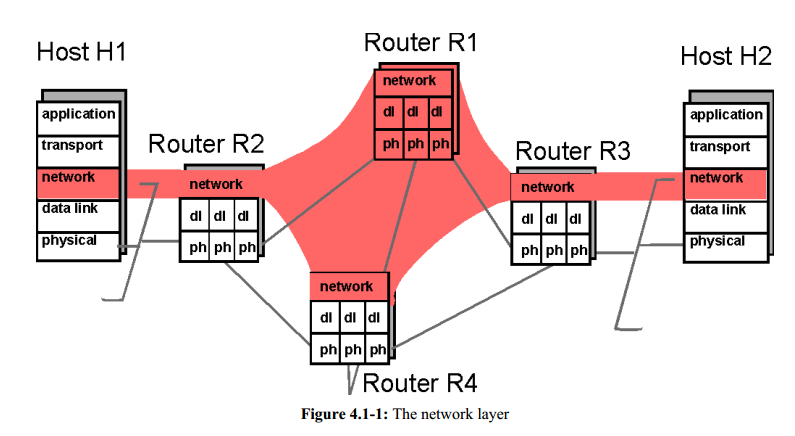 Router R1
Host H1
Host H2
network
dl dl dl
ph ph ph
application
transport
network
data link
physical
Router R2
network
dl dl dl
ph ph ph
Router R3
network
dl dl dl
ph ph ph
application
transport
network
data link
physical
network
dl dl dl
ph ph ph
Router R4
Figure 4.1-1: The network layer